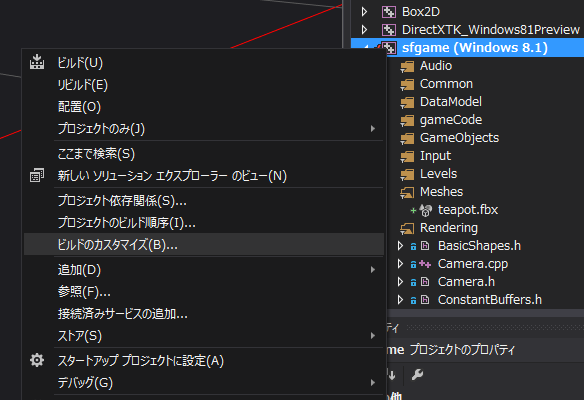 ビルド(U)
リビルド(E)
配置(O)
プロジェクトのみ(J)
ここまで検索(S)
新しい ソリューション エクスプローラー のビュー(N)
プロジェクト依存関係(S)...
プロジェクトのビルド順序(I)...
ビルドのカスタマイズ(B)...
追加(D)
参照(F)...
接続済みサービスの追加...
ストア(S)
スタートアップ プロジェクトに設定(A)
デバッグ(G)
Box2D
DirectXTK_Windows81Preview
sfgame (Windows 8.1)
Audio
Common
DataModel
gameCode
GameObjects
Input
Levels
Meshes
teapot.fbx
Rendering
BasicShapes.h
Camera.cpp
Camera.h
ConstantBuffers.h
ティ
me プロジェクトのプロパティ
の他